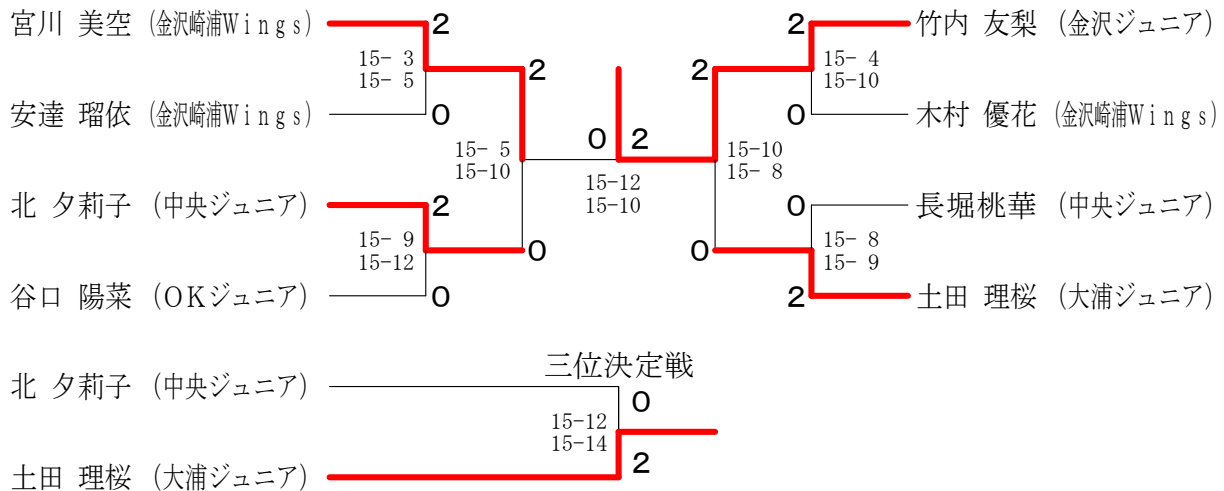 宮川 美空 (金沢崎浦Wings) 2 2 竹内 友梨 (金沢ジュニア)
15- 3 15- 4
15- 5 2 2 15-10
安達 瑠依 (金沢崎浦Wings) 0 0 木村 優花 (金沢崎浦Wings)
0 2
15- 5 15-10
15-10 15- 8
15-12
15-10
北 夕莉子 (中央ジュニア) 2 0 長堀桃華 (中央ジュニア)
15- 9 15- 8
15-12 0 0 15- 9
谷口 陽菜 (OKジュニア) 0 2 土田 理桜 (大浦ジュニア)
三位決定戦
北 夕莉子 (中央ジュニア)
0
15-12
15-14
2
土田 理桜 (大浦ジュニア)